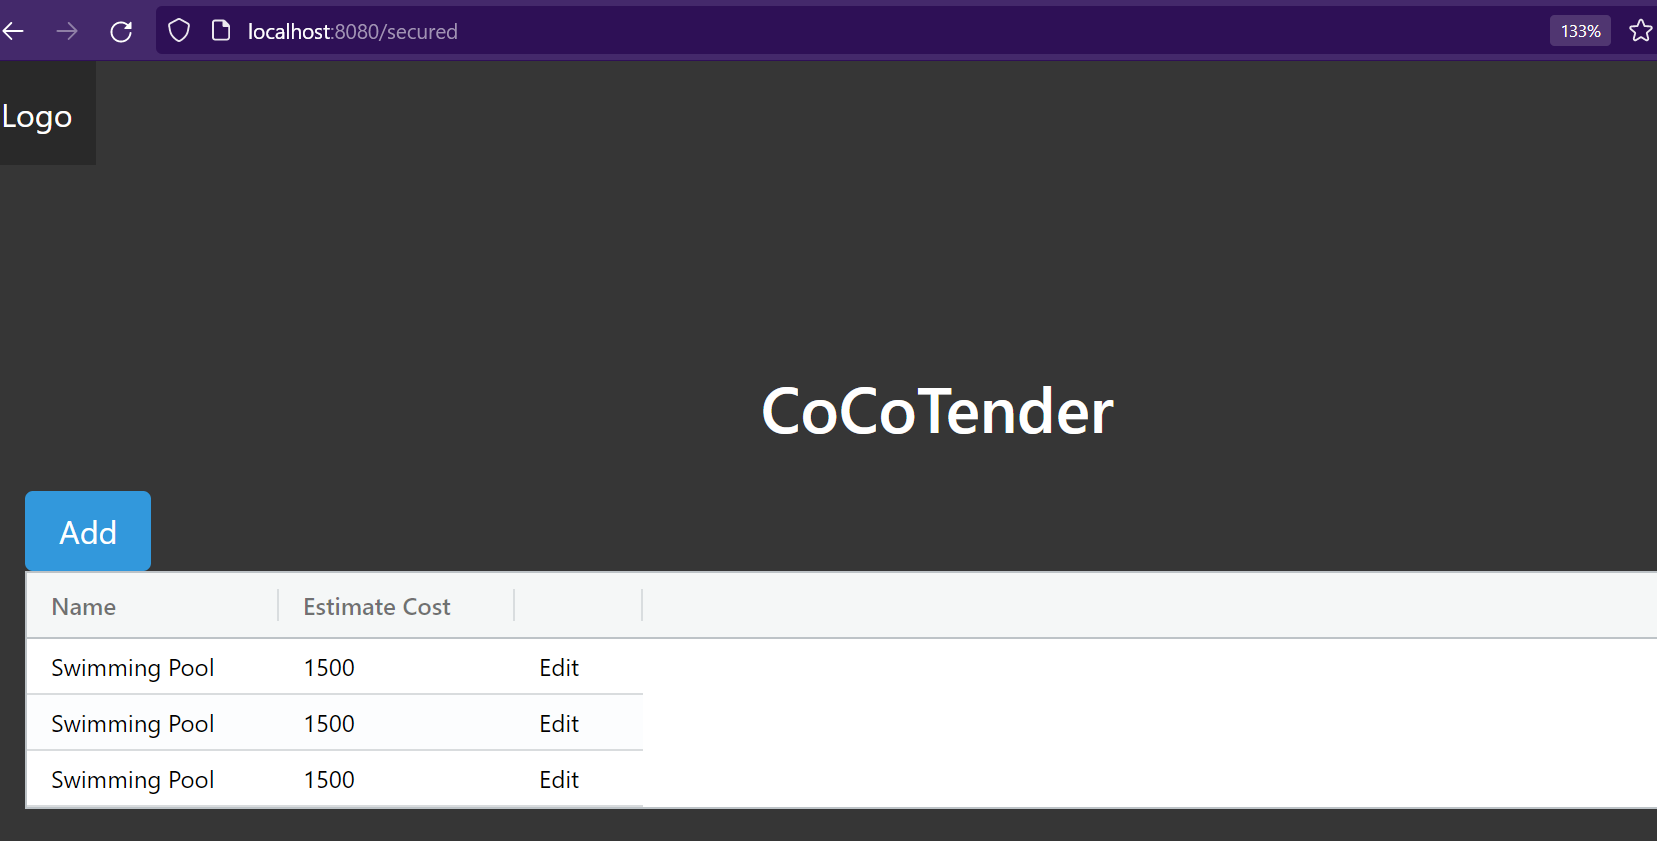 localhost:8080/secured
133%
Logo
CoCoTender
Add
Name Estimate Cost
Swimming Pool 1500 Edit
Swimming Pool 1500 Edit
Swimming Pool 1500 Edit